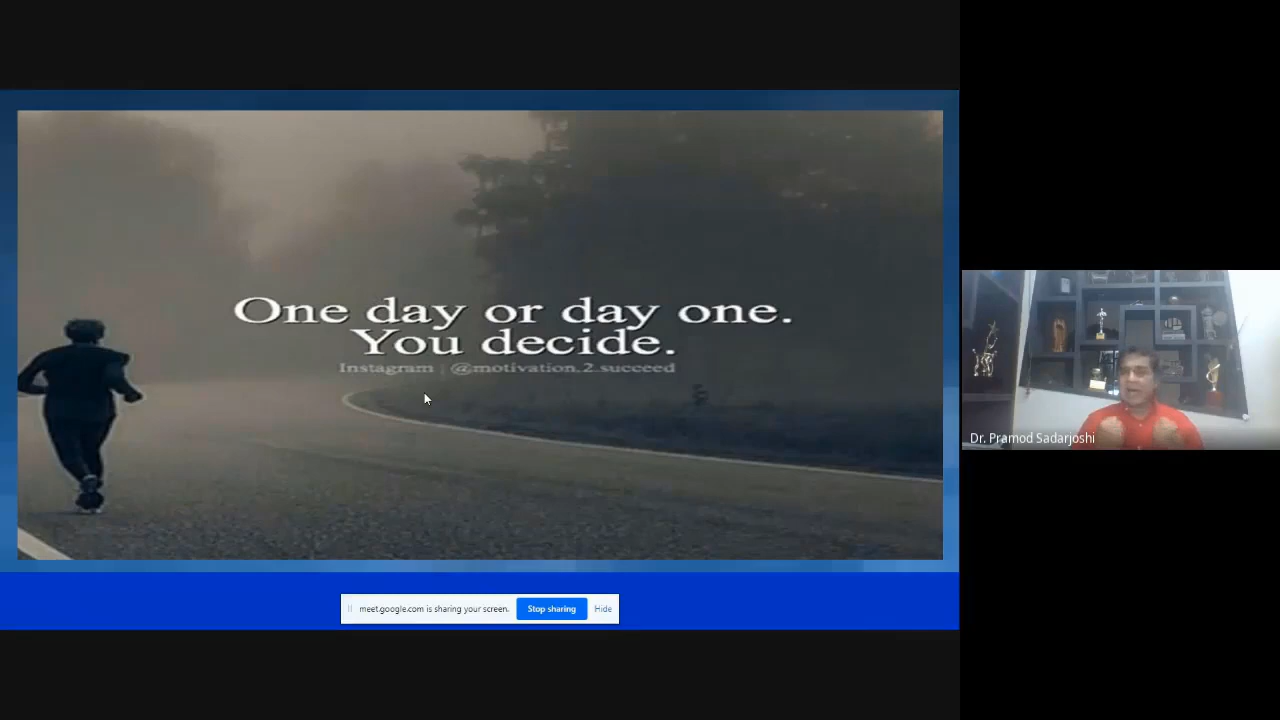 One day or day one.
You decide.
Instagram | @motivation.2.succeed
Dr. Pramod Sadarjoshi
meet.google.com is sharing your screen.
Stop sharing
Hide